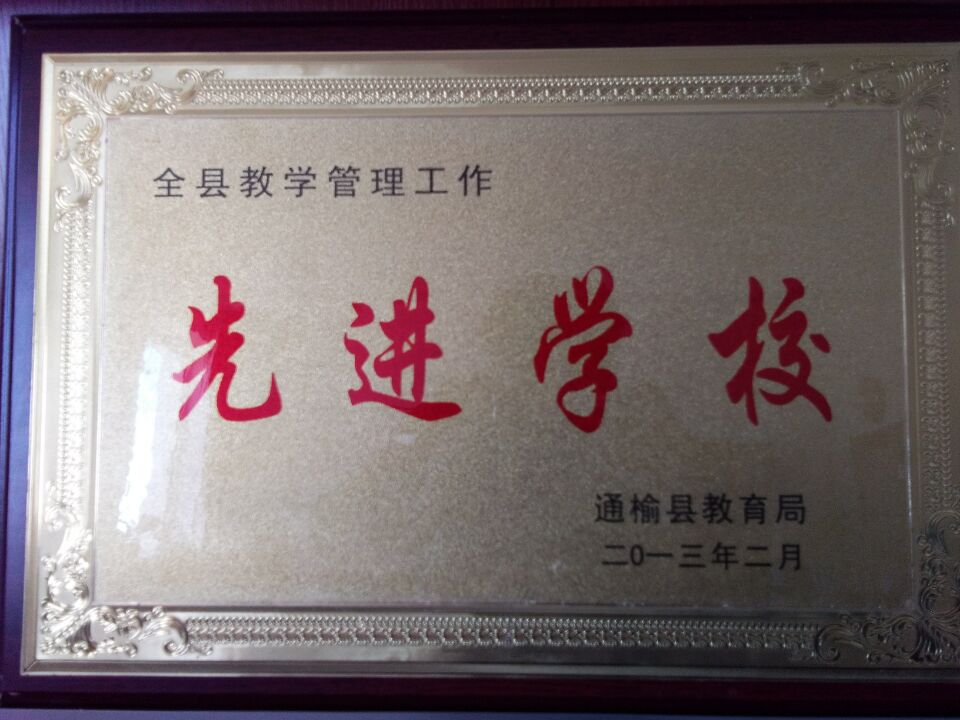 全县教学管理工作
先进学校
通榆县教育局
二0一三年二月